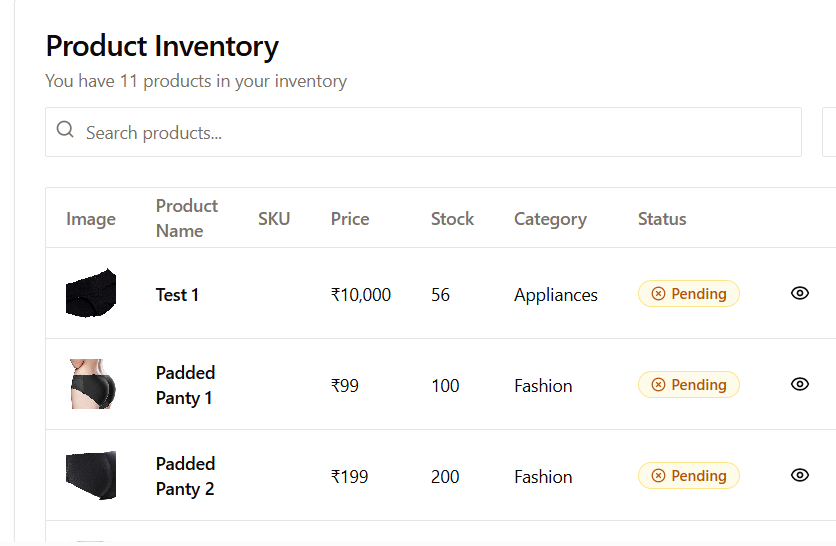 Product Inventory
You have 11 products in your inventory
Search products...
Image Product Name SKU Price Stock Category Status
Test 1 ₹10,000 56 Appliances Pending
Padded Panty 1 ₹99 100 Fashion Pending
Padded Panty 2 ₹199 200 Fashion Pending